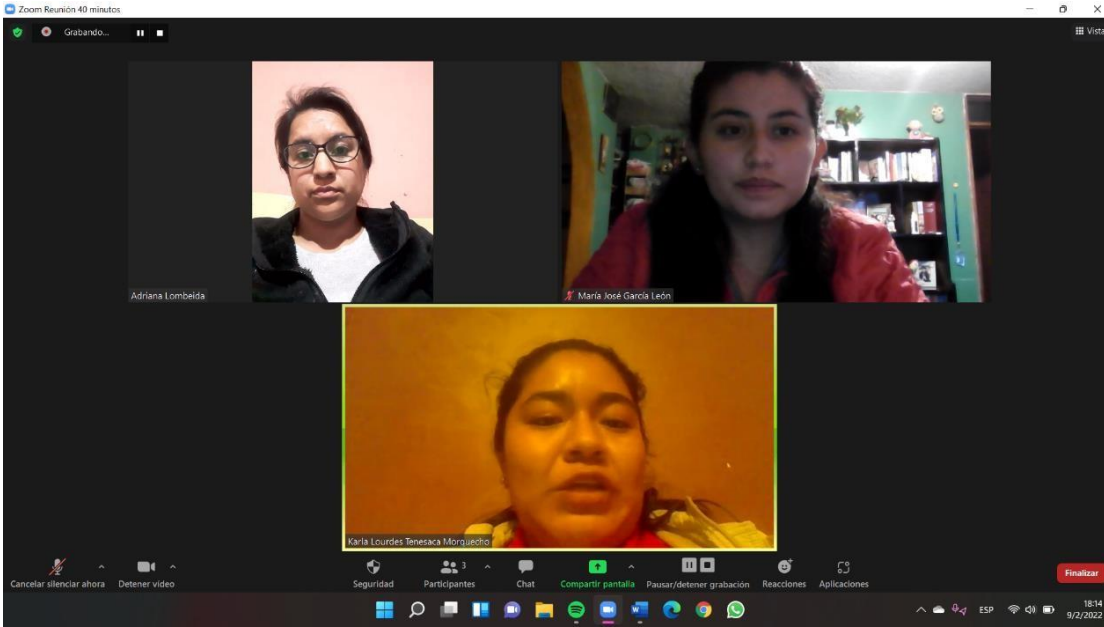 Zoom Reunión 40 minutos
Grabando...
Vista
Adriana Lombeida
María José García León
Karla Lourdes Tenesaca Morquecho
3
Cancelar silenciar ahora
Detener video
Seguridad
Participantes
Chat
Compartir pantalla
Pausar/detener grabación
Reacciones
Aplicaciones
Finalizar
ESP
18:14
9/2/2022